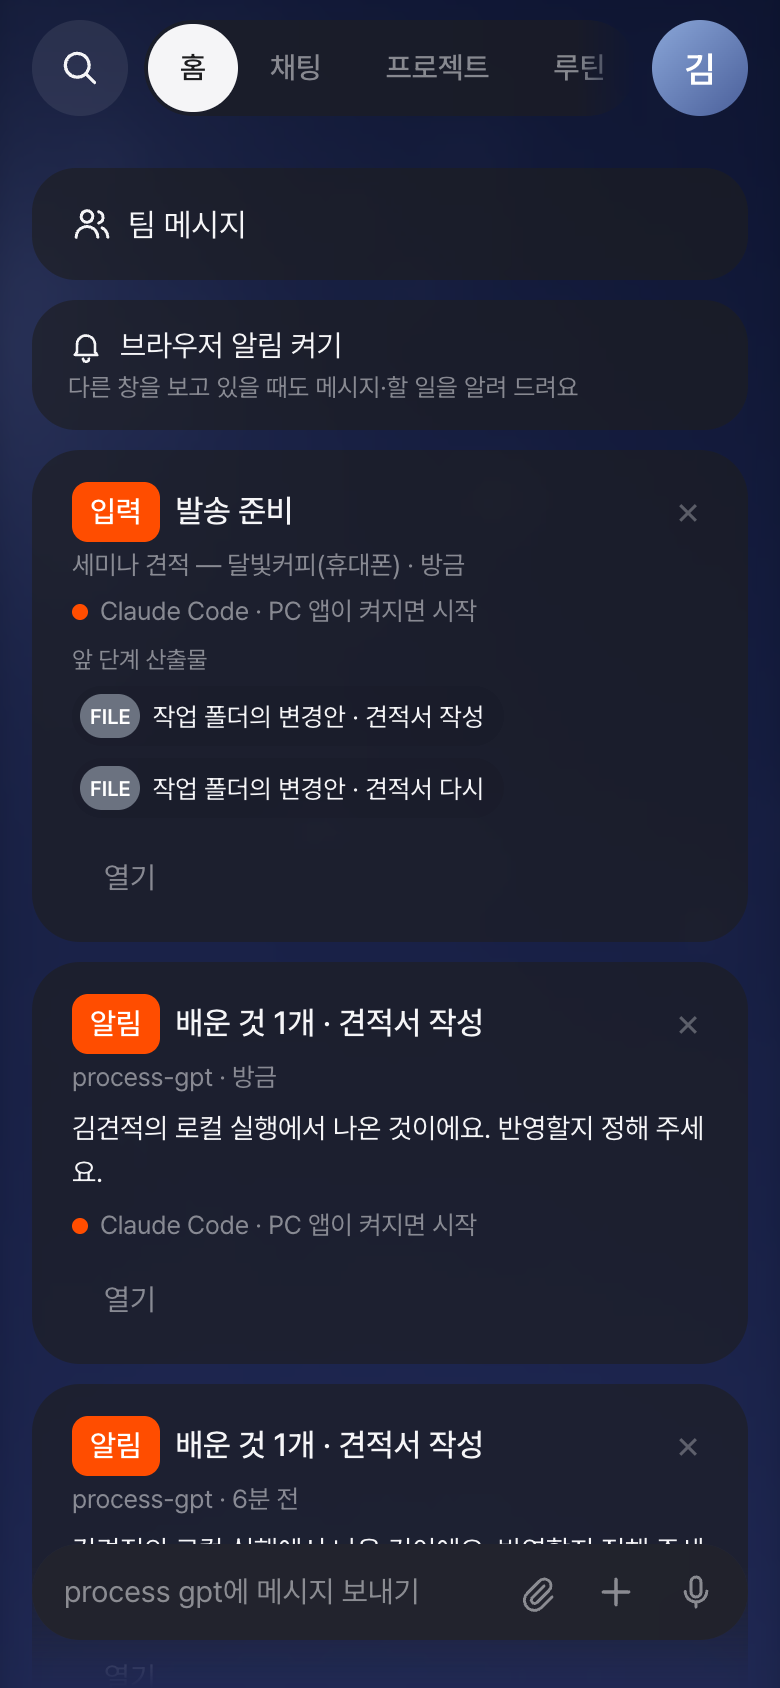 홈 채팅 프로젝트 루틴 김
팀 메시지
브라우저 알림 켜기
다른 창을 보고 있을 때도 메시지·할 일을 알려 드려요
입력 발송 준비
세미나 견적 — 달빛커피(휴대폰) · 방금
Claude Code · PC 앱이 켜지면 시작
앞 단계 산출물
FILE 작업 폴더의 변경안 · 견적서 작성
FILE 작업 폴더의 변경안 · 견적서 다시
열기
알림 배운 것 1개 · 견적서 작성
process-gpt · 방금
김견적의 로컬 실행에서 나온 것이에요. 반영할지 정해 주세
요.
Claude Code · PC 앱이 켜지면 시작
열기
알림 배운 것 1개 · 견적서 작성
process-gpt · 6분 전
process gpt에 메시지 보내기
열기